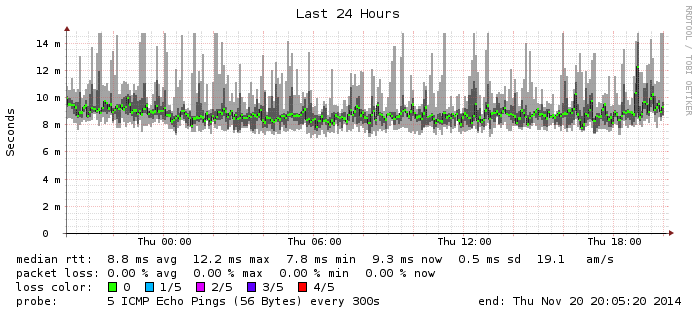 Last 24 Hours
RRDTOOL / TOBI OETIKER
Seconds
14 m
12 m
10 m
8 m
6 m
4 m
2 m
0
Thu 00:00 Thu 06:00 Thu 12:00 Thu 18:00
median rtt: 8.8 ms avg 12.2 ms max 7.8 ms min 9.3 ms now 0.5 ms sd 19.1 am/s
packet loss: 0.00 % avg 0.00 % max 0.00 % min 0.00 % now
loss color: 0 1/5 2/5 3/5 4/5
probe: 5 ICMP Echo Pings (56 Bytes) every 300s end: Thu Nov 20 20:05:20 2014